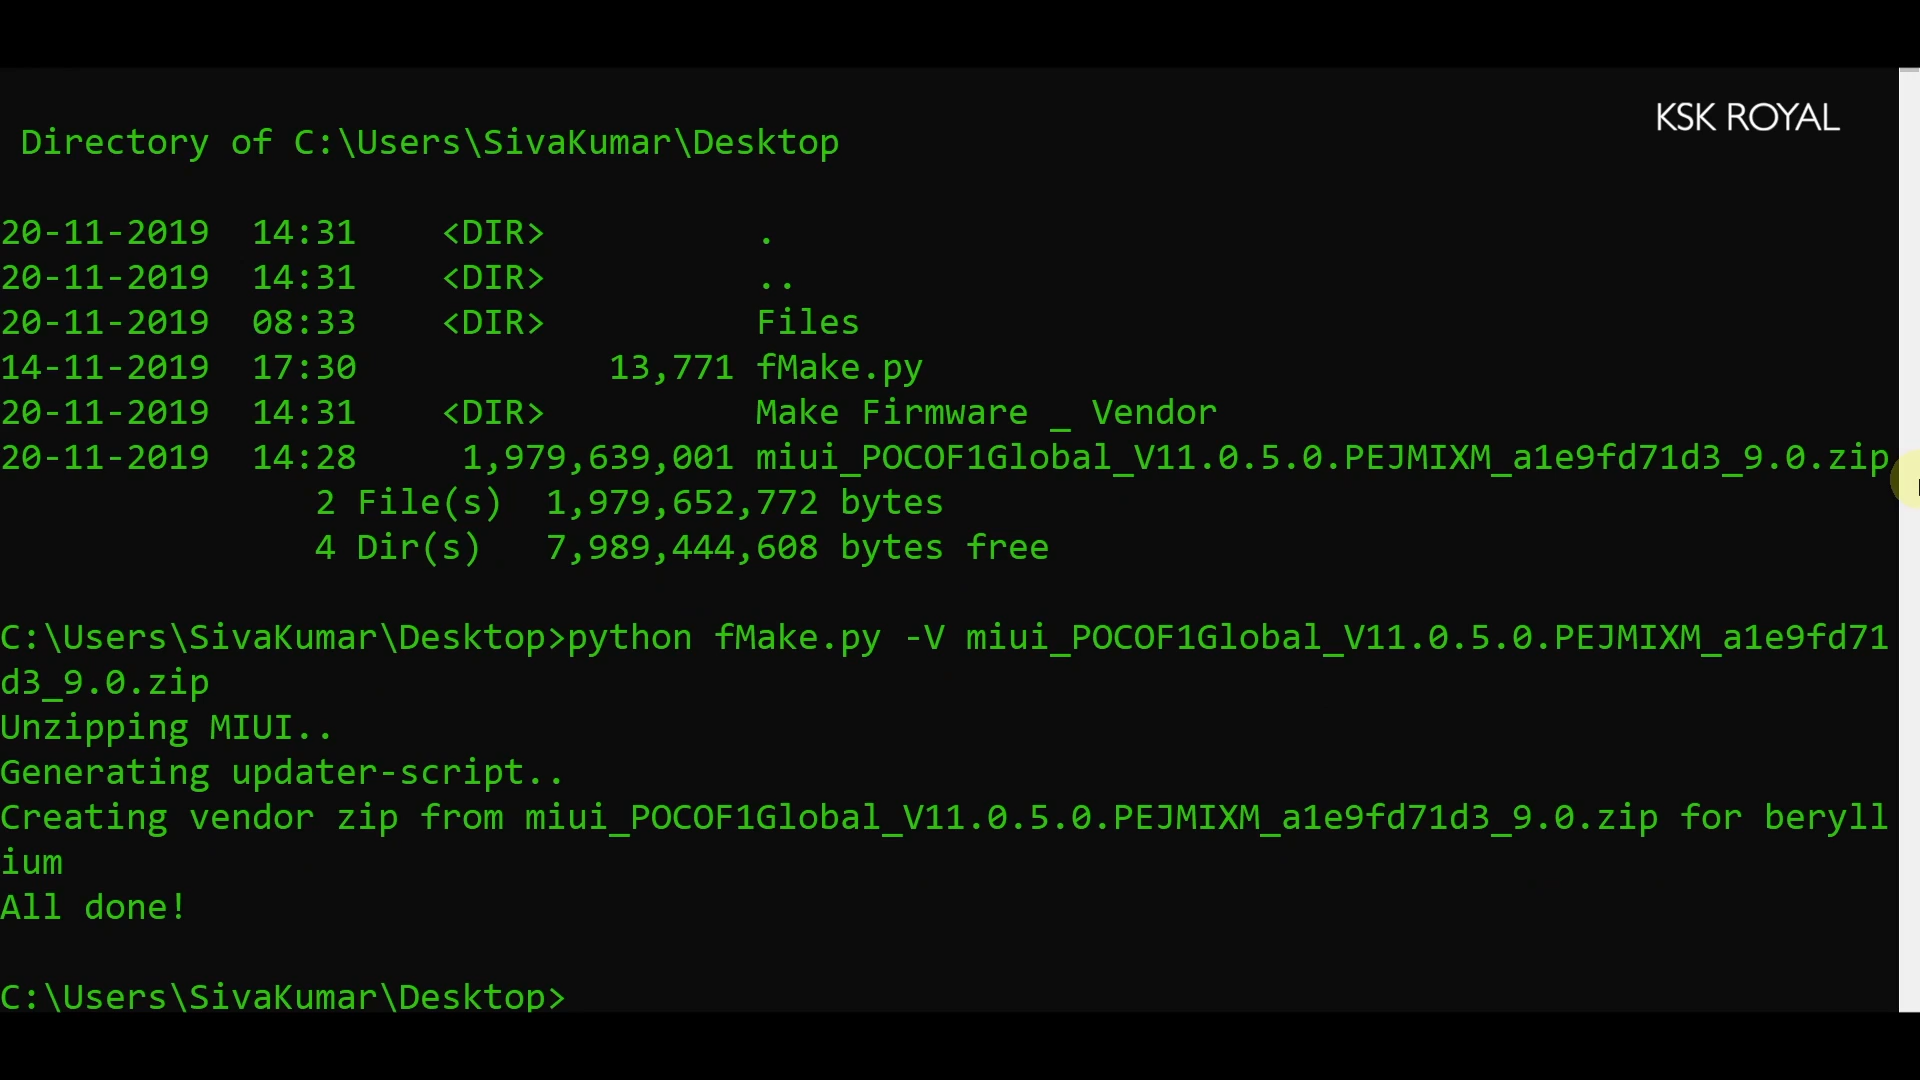 KSK ROYAL
Directory of C:\Users\SivaKumar\Desktop
20-11-2019  14:31    <DIR>          .
20-11-2019  14:31    <DIR>          ..
20-11-2019  08:33    <DIR>          Files
14-11-2019  17:30            13,771 fMake.py
20-11-2019  14:31    <DIR>          Make Firmware _ Vendor
20-11-2019  14:28     1,979,639,001 miui_POCOF1Global_V11.0.5.0.PEJMIXM_a1e9fd71d3_9.0.zip
2 File(s)  1,979,652,772 bytes
4 Dir(s)   7,989,444,608 bytes free
C:\Users\SivaKumar\Desktop>python fMake.py -V miui_POCOF1Global_V11.0.5.0.PEJMIXM_a1e9fd71
d3_9.0.zip
Unzipping MIUI..
Generating updater-script..
Creating vendor zip from miui_POCOF1Global_V11.0.5.0.PEJMIXM_a1e9fd71d3_9.0.zip for beryll
ium
All done!
C:\Users\SivaKumar\Desktop>